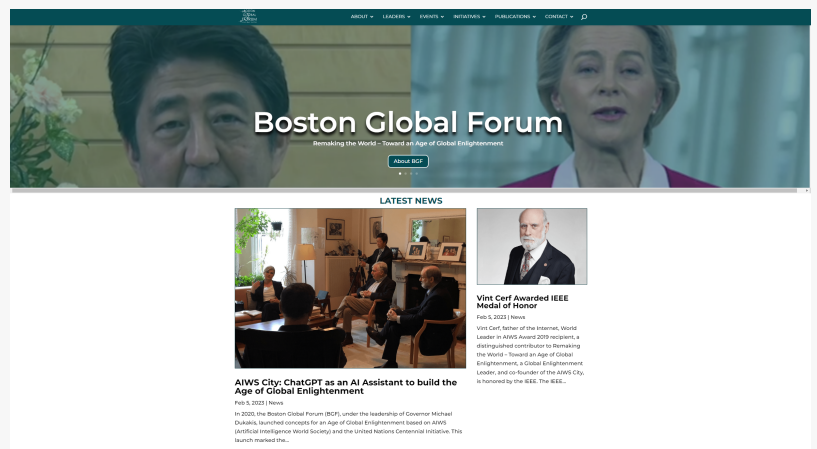 ABOUT LEADERS EVENTS INITIATIVES PUBLICATIONS CONTACT
Boston Global Forum
Remaking the World – Toward an Age of Global Enlightenment
About BGF
LATEST NEWS
AIWS City: ChatGPT as an AI Assistant to build the
Age of Global Enlightenment
Feb 5, 2023 | News
In 2020, the Boston Global Forum (BGF), under the leadership of Governor Michael
Dukakis, launched concepts for an Age of Global Enlightenment based on AIWS
(Artificial Intelligence World Society) and the United Nations Centennial Initiative. This
launch marked the...
Vint Cerf Awarded IEEE
Medal of Honor
Feb 5, 2023 | News
Vint Cerf, father of the Internet, World
Leader in AIWS Award 2019 recipient, a
distinguished contributor to Remaking
the World – Toward an Age of Global
Enlightenment, a Global Enlightenment
Leader, and co-founder of the AIWS City,
is honored by the IEEE. The IEEE...